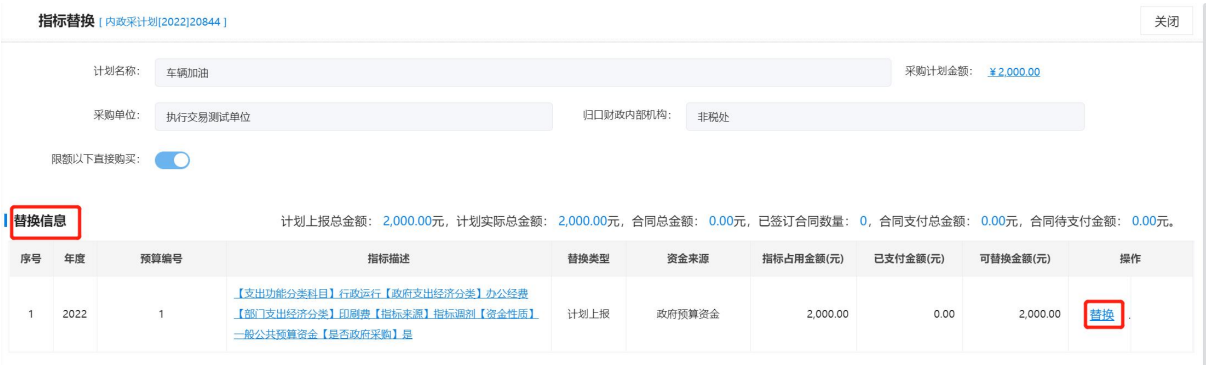 指标替换 [ 内政采计划[2022]20844 ] 关闭
计划名称： 车辆加油 采购计划金额： ¥ 2,000.00
采购单位： 执行交易测试单位 归口财政内部机构： 非税处
限额以下直接购买：
替换信息 计划上报总金额： 2,000.00元，计划实际总金额： 2,000.00元，合同总金额： 0.00元，已签订合同数量： 0，合同支付总金额： 0.00元，合同待支付金额： 0.00元。
序号 年度 预算编号 指标描述 替换类型 资金来源 指标占用金额(元) 已支付金额(元) 可替换金额(元) 操作
【支出功能分类科目】行政运行【政府支出经济分类】办公经费
1 2022 1 【部门支出经济分类】印刷费【指标来源】指标调剂【资金性质】 计划上报 政府预算资金 2,000.00 0.00 2,000.00 替换
一般公共预算资金【是否政府采购】是